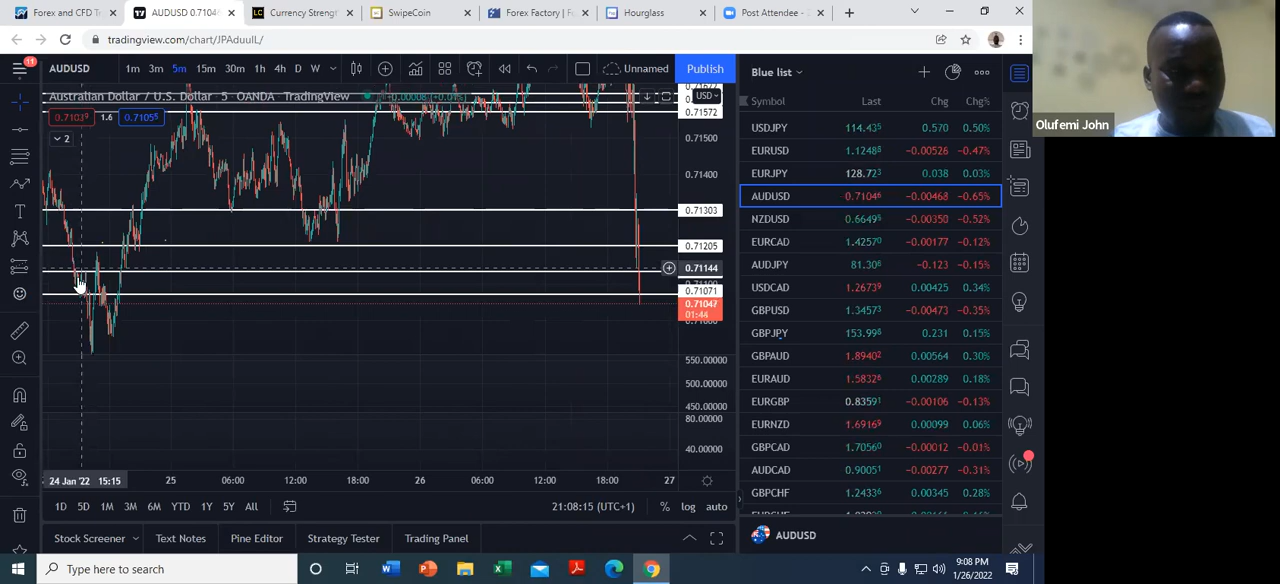 Forex and CFD T
AUDUSD 0.7104
Currency Strengt
SwipeCoin
Forex Factory | Fo
Hourglass
Post Attendee -
tradingview.com/chart/JPAduulL/
11
AUDUSD
1m 3m 5m 15m 30m 1h 4h D W
Unnamed
Publish
Australian Dollar / U.S. Dollar · 5 · OANDA · TradingView
+0.00008 (+0.01%)
USD
0.71039 1.6 0.71055
2
0.71572
0.71500
0.71400
0.71303
0.71205
0.71144
0.71071
0.71047
01:44
550.00000
500.00000
450.00000
80.00000
40.00000
24 Jan '22 15:15
25 06:00 12:00 18:00 26 06:00 12:00 18:00 27
1D 5D 1M 3M 6M YTD 1Y 5Y All
21:08:15 (UTC+1)
% log auto
Stock Screener Text Notes Pine Editor Strategy Tester Trading Panel
Blue list
Symbol Last Chg Chg%
USDJPY 114.435 0.570 0.50%
EURUSD 1.12488 −0.00526 −0.47%
EURJPY 128.723 0.038 0.03%
AUDUSD 0.71046 −0.00468 −0.65%
NZDUSD 0.66495 −0.00350 −0.52%
EURCAD 1.42570 −0.00177 −0.12%
AUDJPY 81.306 −0.123 −0.15%
USDCAD 1.26739 0.00425 0.34%
GBPUSD 1.34573 −0.00473 −0.35%
GBPJPY 153.996 0.231 0.15%
GBPAUD 1.89402 0.00564 0.30%
EURAUD 1.58326 0.00289 0.18%
EURGBP 0.83591 −0.00106 −0.13%
EURNZD 1.69169 0.00099 0.06%
GBPCAD 1.70560 −0.00012 −0.01%
AUDCAD 0.90051 −0.00277 −0.31%
GBPCHF 1.24336 0.00345 0.28%
AUDUSD
Olufemi John
Type here to search
9:08 PM
1/26/2022